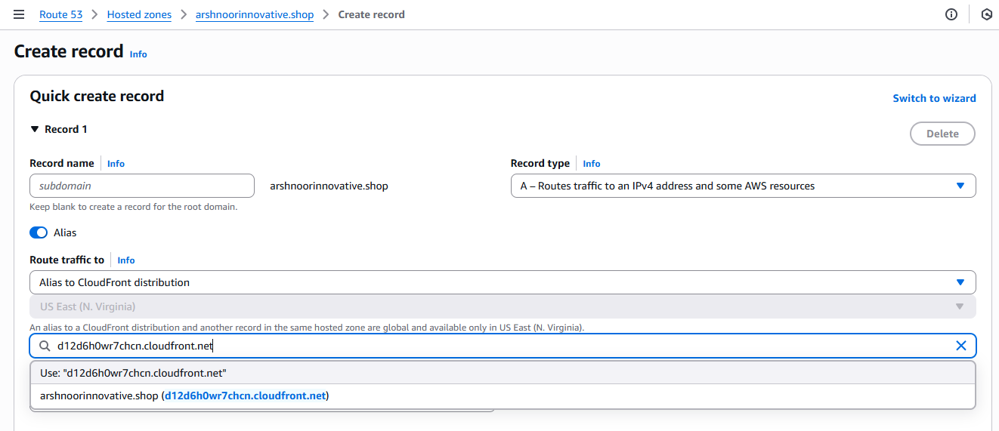 Route 53 > Hosted zones > arshnoorinnovative.shop > Create record
Create record Info
Quick create record
Switch to wizard
Record 1
Delete
Record name Info
Record type Info
subdomain
arshnoorinnovative.shop
A – Routes traffic to an IPv4 address and some AWS resources
Keep blank to create a record for the root domain.
Alias
Route traffic to Info
Alias to CloudFront distribution
US East (N. Virginia)
An alias to a CloudFront distribution and another record in the same hosted zone are global and available only in US East (N. Virginia).
d12d6h0wr7chcn.cloudfront.net
Use: "d12d6h0wr7chcn.cloudfront.net"
arshnoorinnovative.shop (d12d6h0wr7chcn.cloudfront.net)